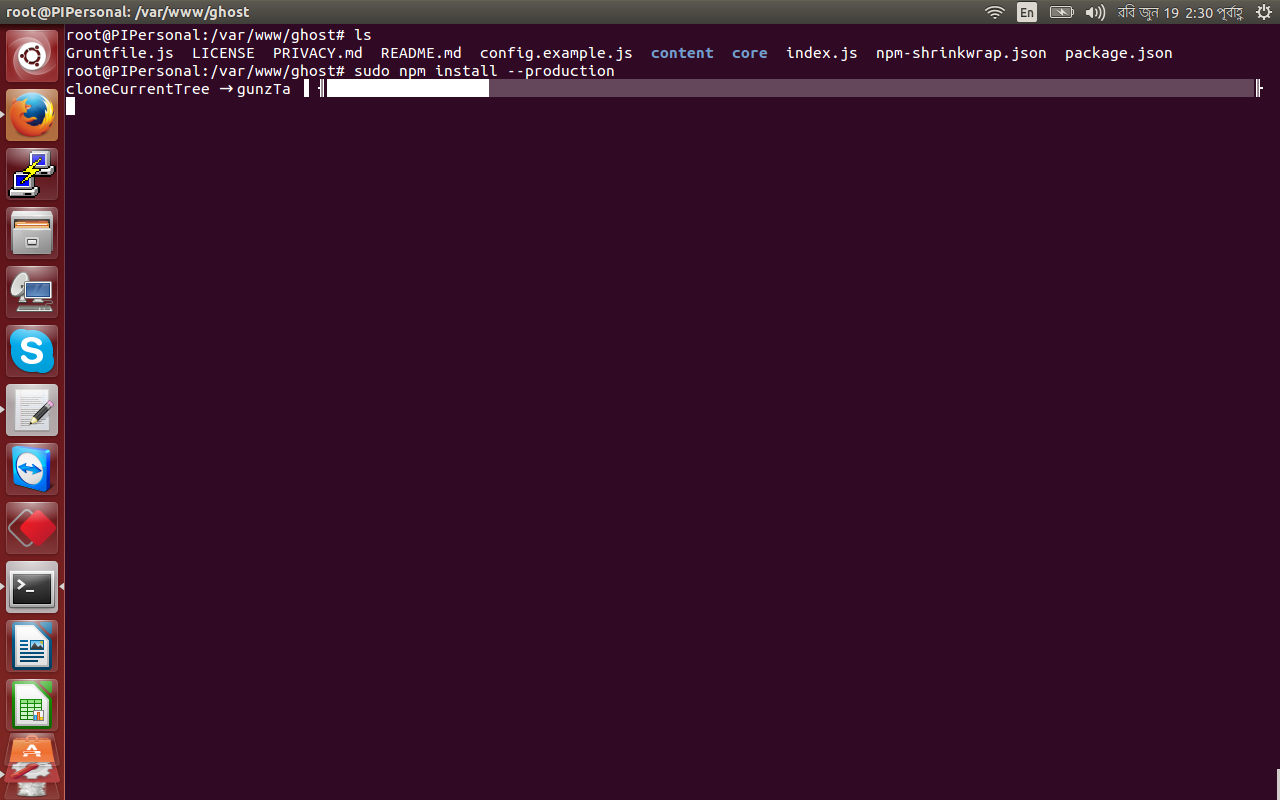 root@PIPersonal: /var/www/ghost
En
রবি জুন 19 2:30 পূর্বাহ্ণ
root@PIPersonal:/var/www/ghost# ls
Gruntfile.js LICENSE PRIVACY.md README.md config.example.js content core index.js npm-shrinkwrap.json package.json
root@PIPersonal:/var/www/ghost# sudo npm install --production
cloneCurrentTree → gunzTa ▌ ╢